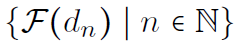 {ℱ(dₙ) | n ∈ ℕ}